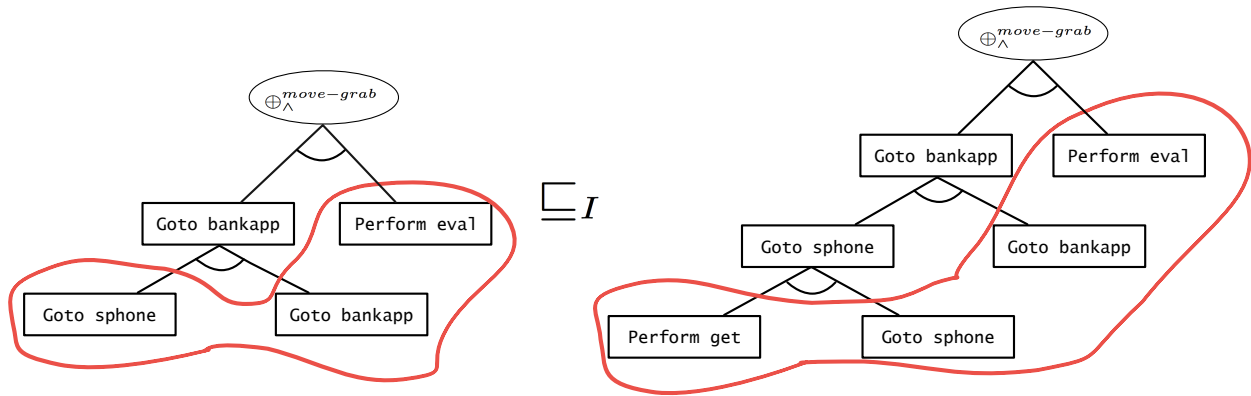 ⊕∧^move−grab
Goto bankapp
Perform eval
Goto sphone
Goto bankapp
⊑I
⊕∧^move−grab
Goto bankapp
Perform eval
Goto sphone
Goto bankapp
Perform get
Goto sphone